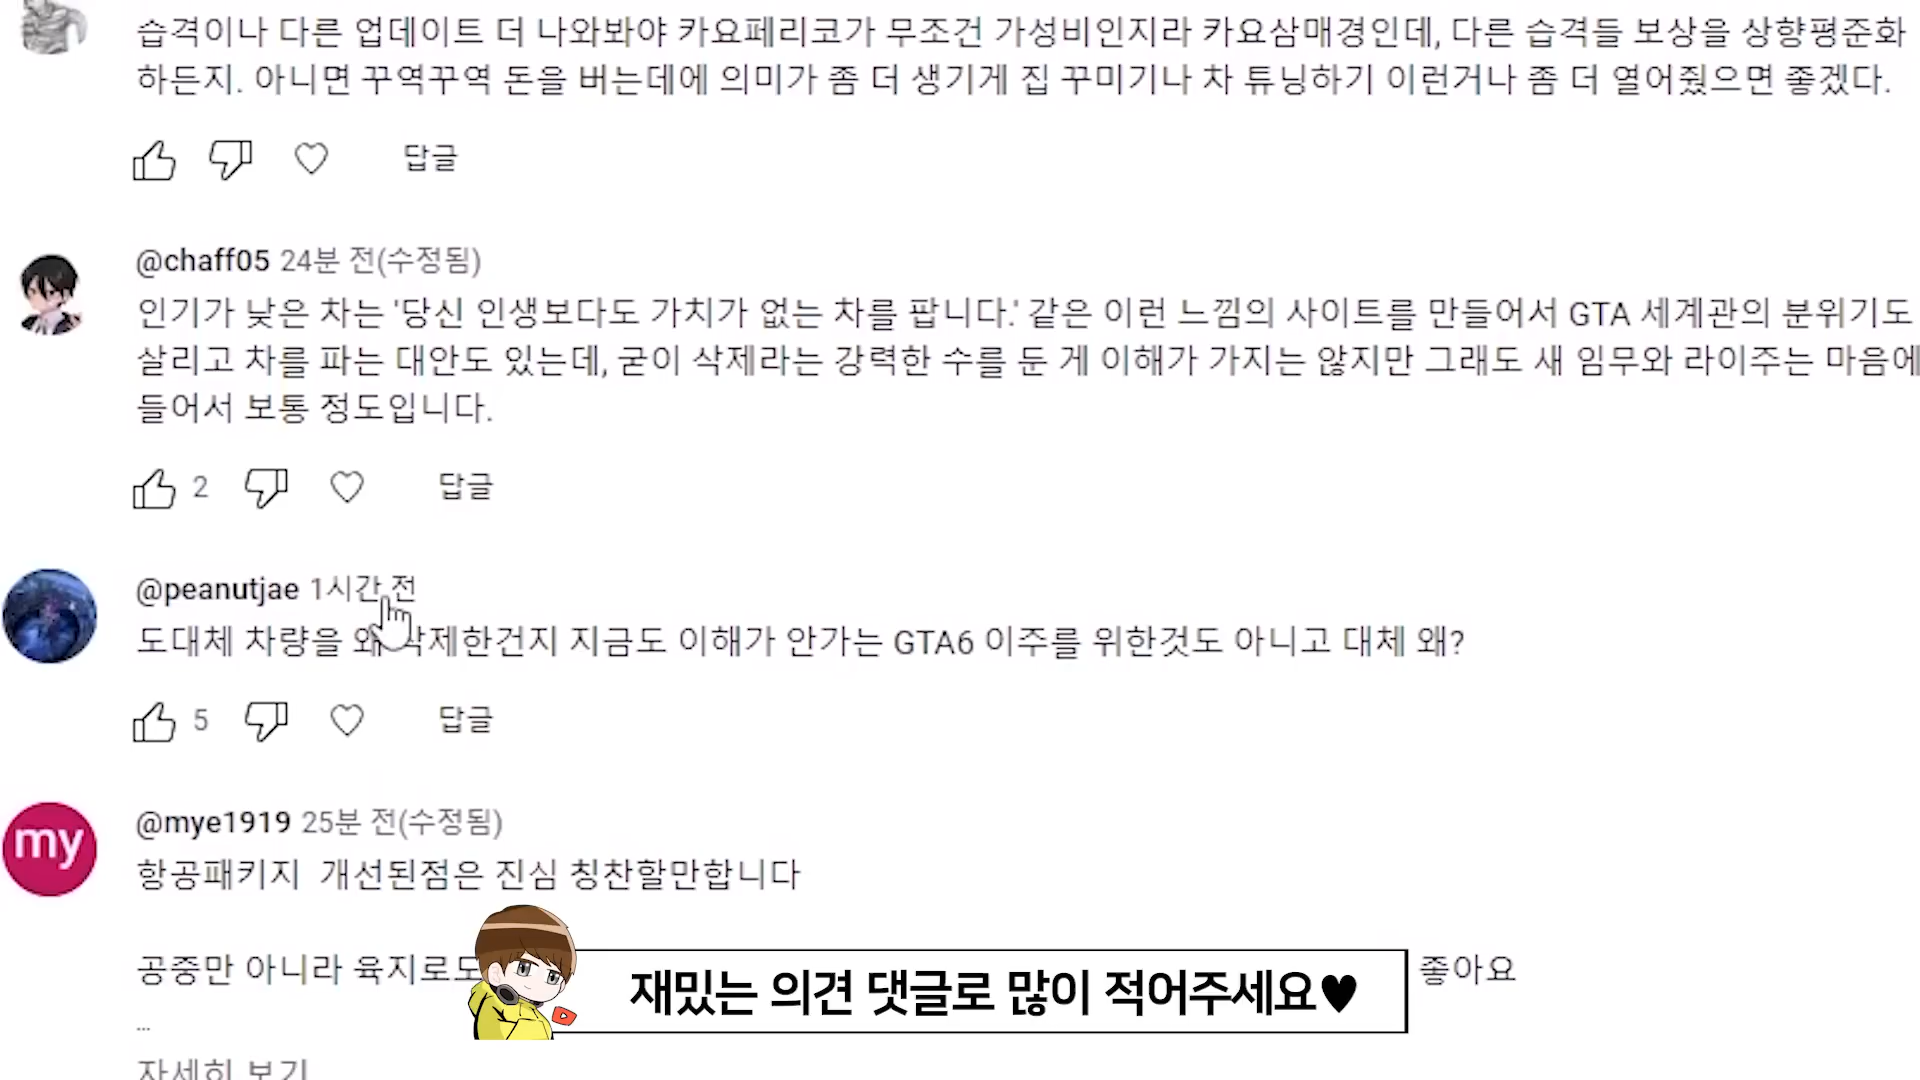 습격이나 다른 업데이트 더 나와봐야 카요페리코가 무조건 가성비인지라 카요삼매경인데, 다른 습격들 보상을 상향평준화
하든지. 아니면 꾸역꾸역 돈을 버는데에 의미가 좀 더 생기게 집 꾸미기나 차 튜닝하기 이런거나 좀 더 열어줬으면 좋겠다.
답글
@chaff05 24분 전(수정됨)
인기가 낮은 차는 '당신 인생보다도 가치가 없는 차를 팝니다.' 같은 이런 느낌의 사이트를 만들어서 GTA 세계관의 분위기도
살리고 차를 파는 대안도 있는데, 굳이 삭제라는 강력한 수를 둔 게 이해가 가지는 않지만 그래도 새 임무와 라이주는 마음에
들어서 보통 정도입니다.
2 답글
@peanutjae 1시간 전
도대체 차량을 왜 삭제한건지 지금도 이해가 안가는 GTA6 이주를 위한것도 아니고 대체 왜?
5 답글
my @mye1919 25분 전(수정됨)
항공패키지 개선된점은 진심 칭찬할만합니다
공중만 아니라 육지로도 좋아요
재밌는 의견 댓글로 많이 적어주세요♥
...
자세히 보기